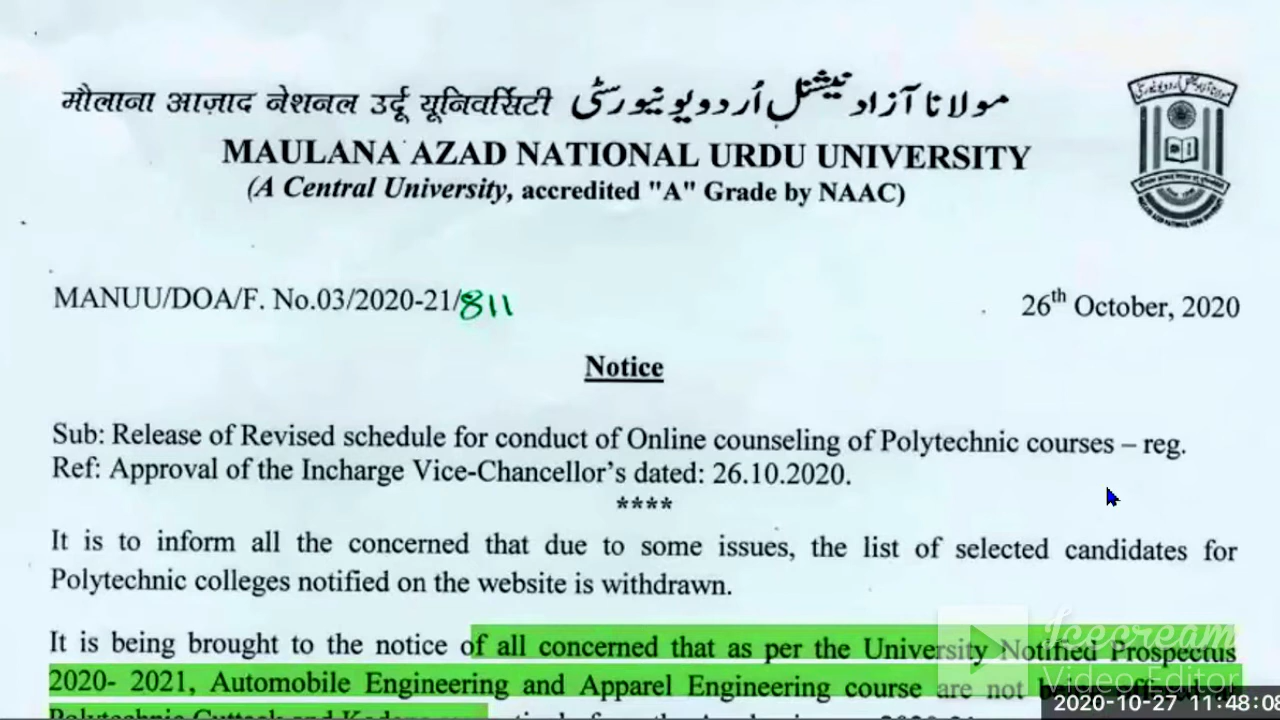 मौलाना आज़ाद नेशनल उर्दू यूनिवर्सिटी مولانا آزاد نیشنل اُردو یونیورسٹی
MAULANA AZAD NATIONAL URDU UNIVERSITY
(A Central University, accredited "A" Grade by NAAC)
MANUU/DOA/F. No.03/2020-21/811
26th October, 2020
Notice
Sub: Release of Revised schedule for conduct of Online counseling of Polytechnic courses – reg.
Ref: Approval of the Incharge Vice-Chancellor's dated: 26.10.2020.
****
It is to inform all the concerned that due to some issues, the list of selected candidates for
Polytechnic colleges notified on the website is withdrawn.
It is being brought to the notice of all concerned that as per the University Notified Prospectus
2020- 2021, Automobile Engineering and Apparel Engineering course are not
Polytechnic Cuttack and
Icecream
Video Editor
2020-10-27 11:48:08